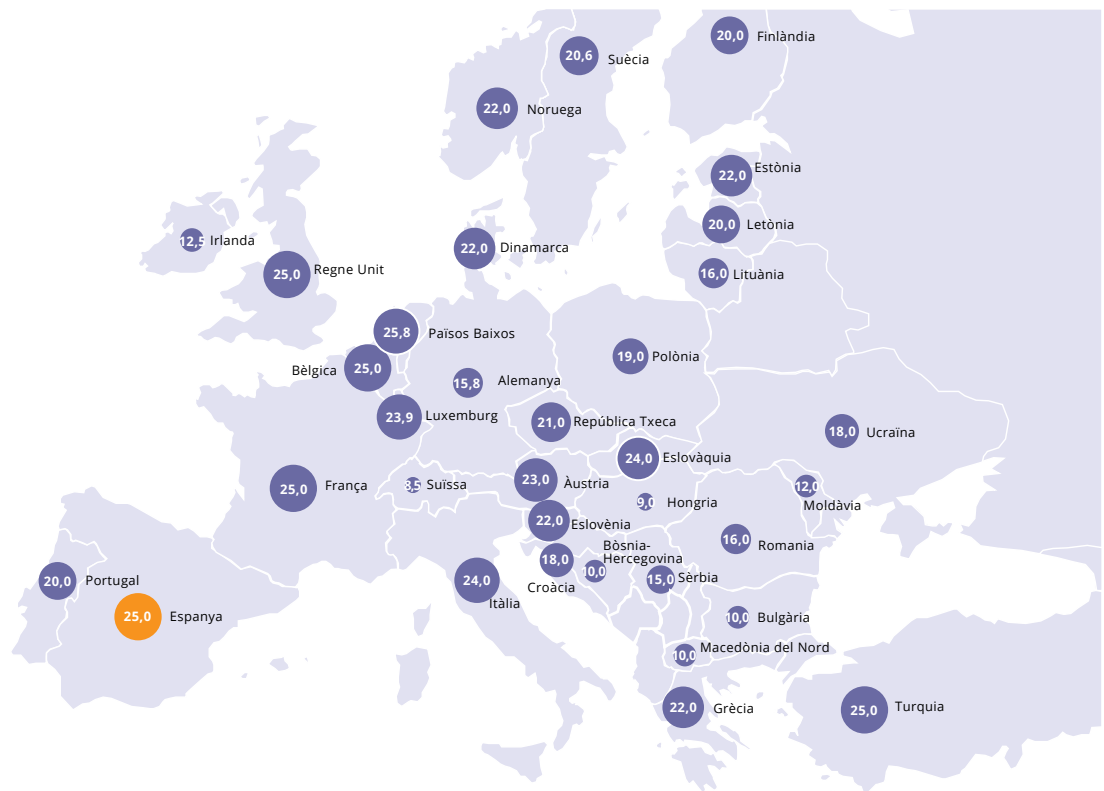 20,0 Finlàndia
20,6 Suècia
22,0 Noruega
22,0 Estònia
20,0 Letònia
12,5 Irlanda
22,0 Dinamarca
25,0 Regne Unit
16,0 Lituània
25,8 Països Baixos
19,0 Polònia
25,0 Bèlgica
15,8 Alemanya
23,9 Luxemburg
21,0 República Txeca
18,0 Ucraïna
24,0 Eslovàquia
23,0 Àustria
25,0 França
8,5 Suïssa
12,0 Moldàvia
9,0 Hongria
22,0 Eslovènia
16,0 Romania
18,0 Croàcia
10,0 Bòsnia-
Hercegovina
15,0 Sèrbia
20,0 Portugal
24,0 Itàlia
25,0 Espanya
10,0 Bulgària
10,0 Macedònia del Nord
22,0 Grècia
25,0 Turquia